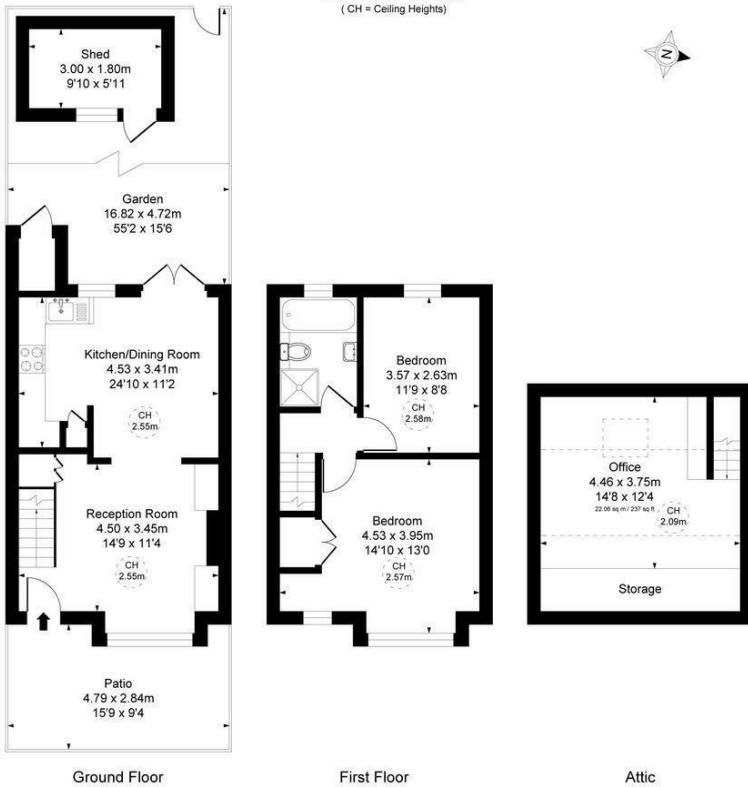 ( CH = Ceiling Heights)
N
Shed
3.00 x 1.80m
9'10 x 5'11
Garden
16.82 x 4.72m
55'2 x 15'6
Kitchen/Dining Room
4.53 x 3.41m
24'10 x 11'2
CH
2.55m
Reception Room
4.50 x 3.45m
14'9 x 11'4
CH
2.55m
Patio
4.79 x 2.84m
15'9 x 9'4
Ground Floor
Bedroom
3.57 x 2.63m
11'9 x 8'8
CH
2.58m
Bedroom
4.53 x 3.95m
14'10 x 13'0
CH
2.57m
First Floor
Office
4.46 x 3.75m
14'8 x 12'4
22.06 sq m / 237 sq ft
CH
2.09m
Storage
Attic